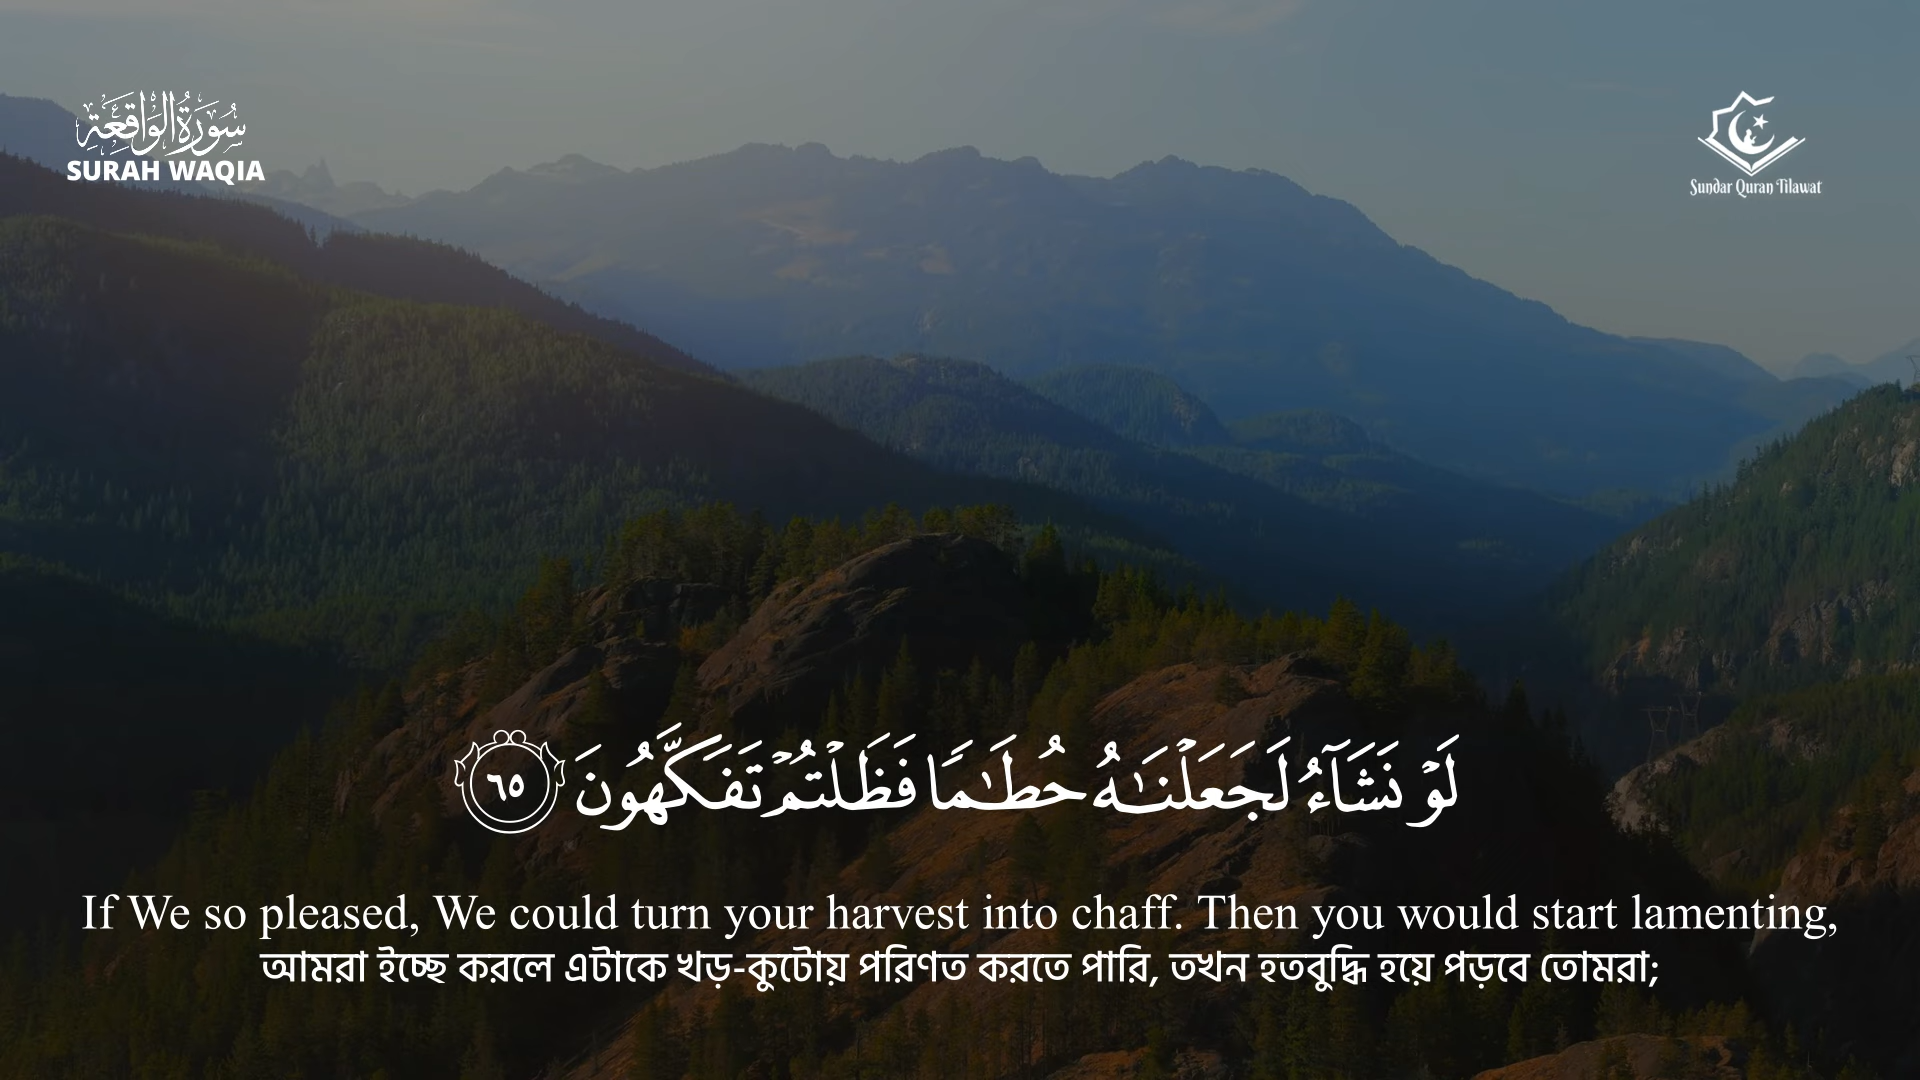 سُورَةُ الوَاقِعَة
SURAH WAQIA
Sundar Quran Tilawat
لَوْ نَشَآءُ لَجَعَلْنَٰهُ حُطَٰمًا فَظَلْتُمْ تَفَكَّهُونَ ٦٥
If We so pleased, We could turn your harvest into chaff. Then you would start lamenting,
আমরা ইচ্ছে করলে এটাকে খড়-কুটোয় পরিণত করতে পারি, তখন হতবুদ্ধি হয়ে পড়বে তোমরা;